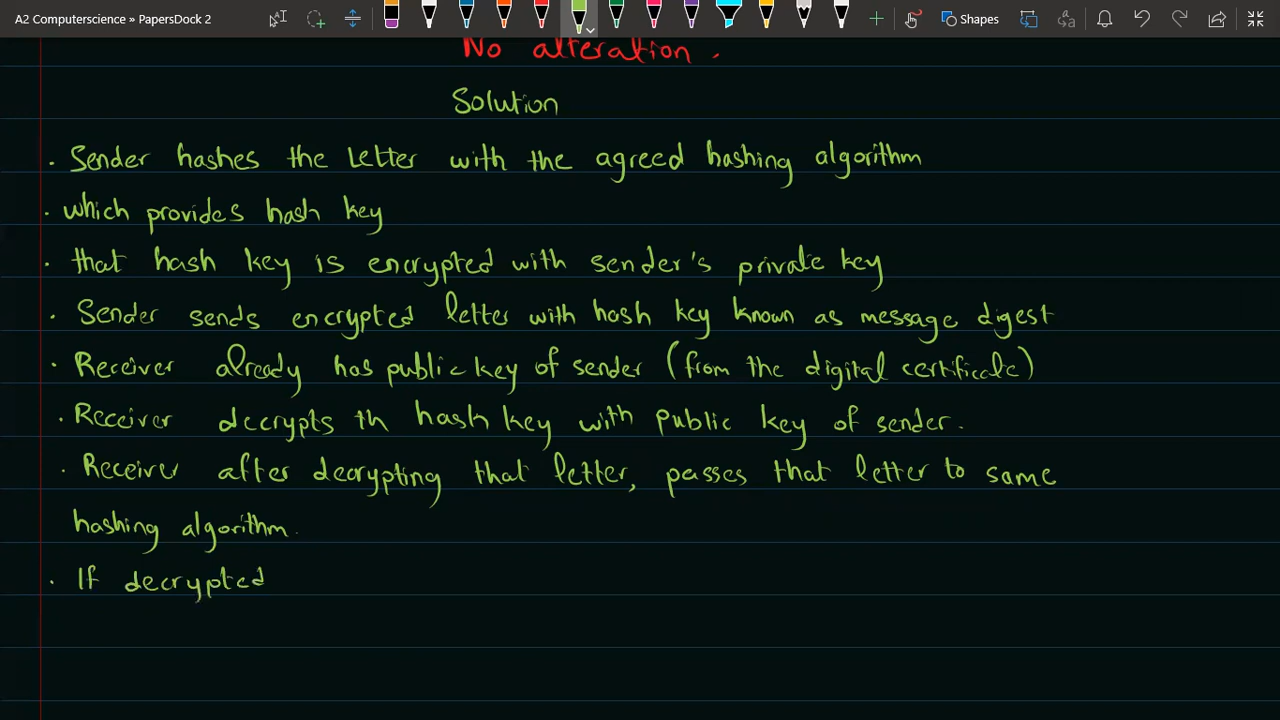 A2 Computerscience » PapersDock 2
Shapes
No alteration.
Solution
. Sender hashes the Letter with the agreed hashing algorithm
. which provides hash key
. that hash key is encrypted with sender's private key
. Sender sends encrypted letter with hash key known as message digest
. Receiver already has public key of sender (from the digital certificate)
. Receiver decrypts th hash key with public key of sender.
. Receiver after decrypting that letter, passes that letter to same
hashing algorithm.
. If decrypted